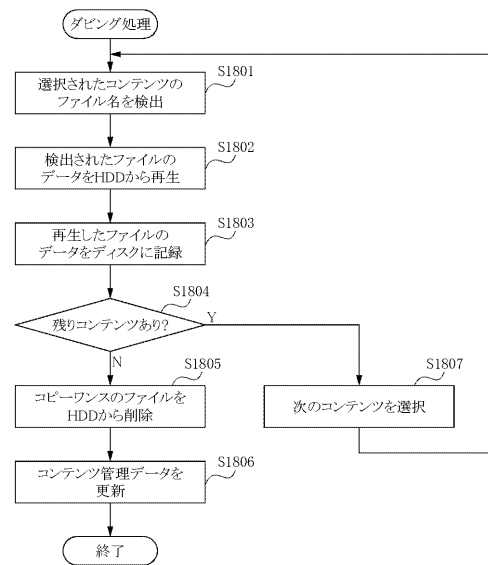 ダビング処理
S1801
選択されたコンテンツの
ファイル名を検出
S1802
検出されたファイルの
データをHDDから再生
S1803
再生したファイルの
データをディスクに記録
S1804
残りコンテンツあり?
Y
N
S1805
コピーワンスのファイルを
HDDから削除
S1807
次のコンテンツを選択
S1806
コンテンツ管理データを
更新
終了